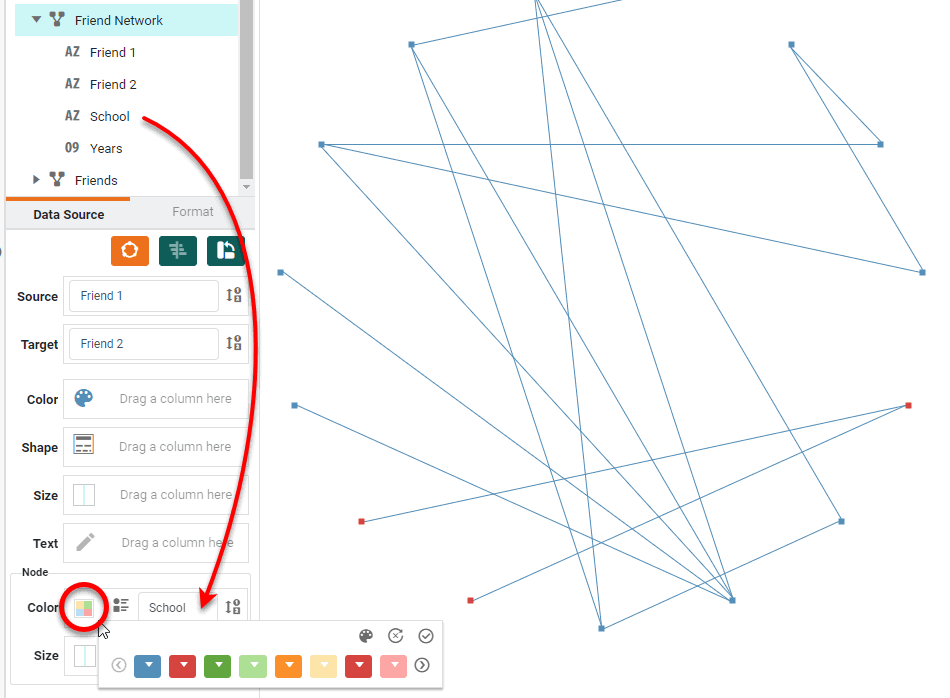 Friend Network
AZ Friend 1
AZ Friend 2
AZ School
09 Years
Friends
Data Source Format
Source Friend 1
Target Friend 2
Color Drag a column here
Shape Drag a column here
Size Drag a column here
Text Drag a column here
Node
Color School
Size